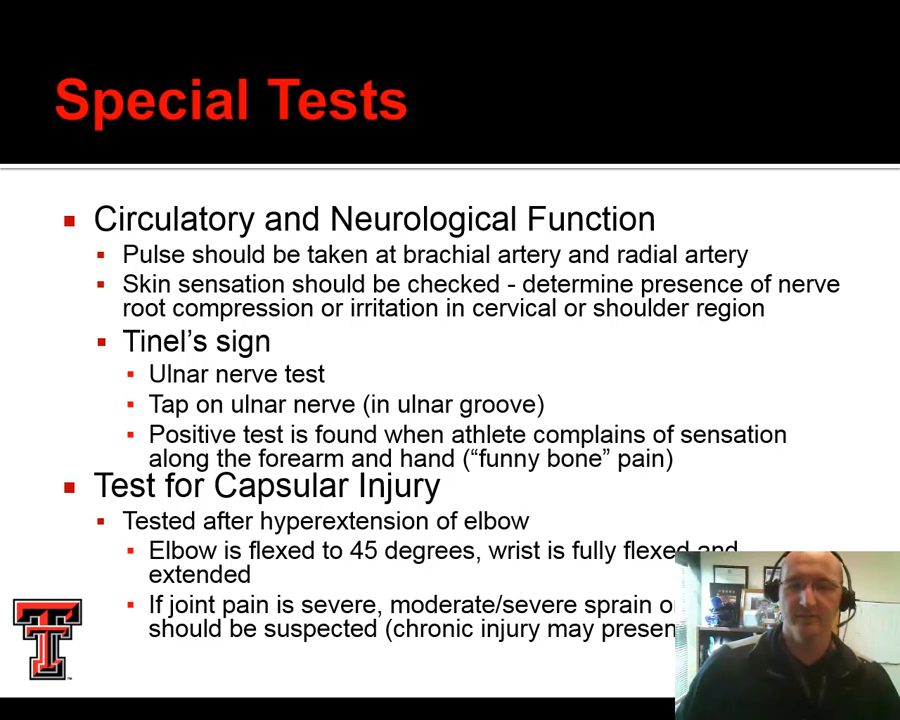 Special Tests
Circulatory and Neurological Function
Pulse should be taken at brachial artery and radial artery
Skin sensation should be checked - determine presence of nerve
root compression or irritation in cervical or shoulder region
Tinel’s sign
Ulnar nerve test
Tap on ulnar nerve (in ulnar groove)
Positive test is found when athlete complains of sensation
along the forearm and hand (“funny bone” pain)
Test for Capsular Injury
Tested after hyperextension of elbow
Elbow is flexed to 45 degrees, wrist is fully flexed and
extended
If joint pain is severe, moderate/severe sprain
should be suspected (chronic injury may